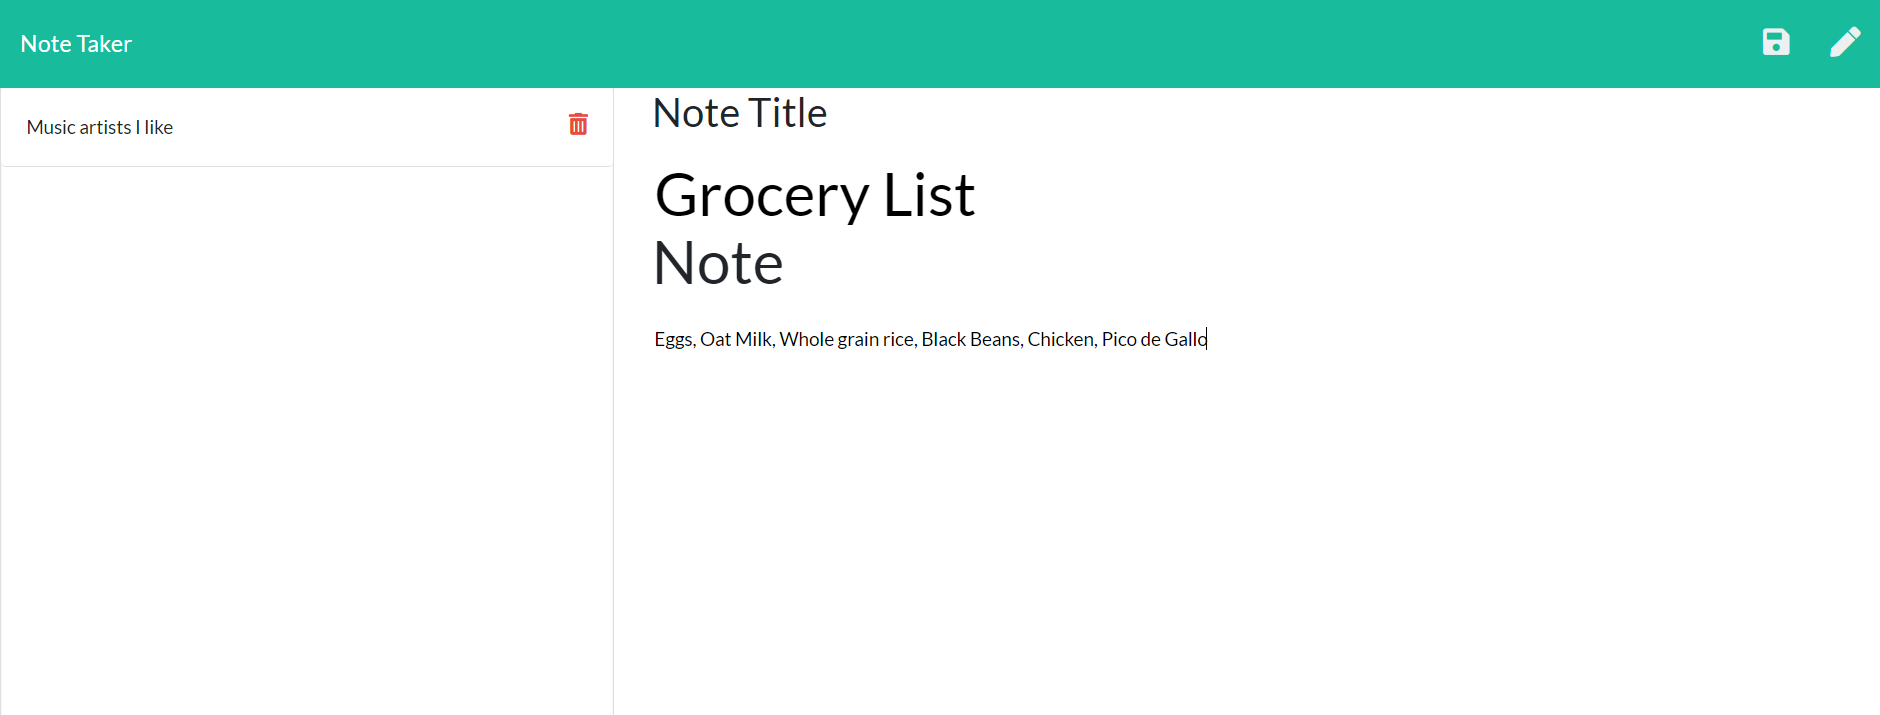 Note Taker
Music artists I like
Note Title
Grocery List
Note
Eggs, Oat Milk, Whole grain rice, Black Beans, Chicken, Pico de Gallo